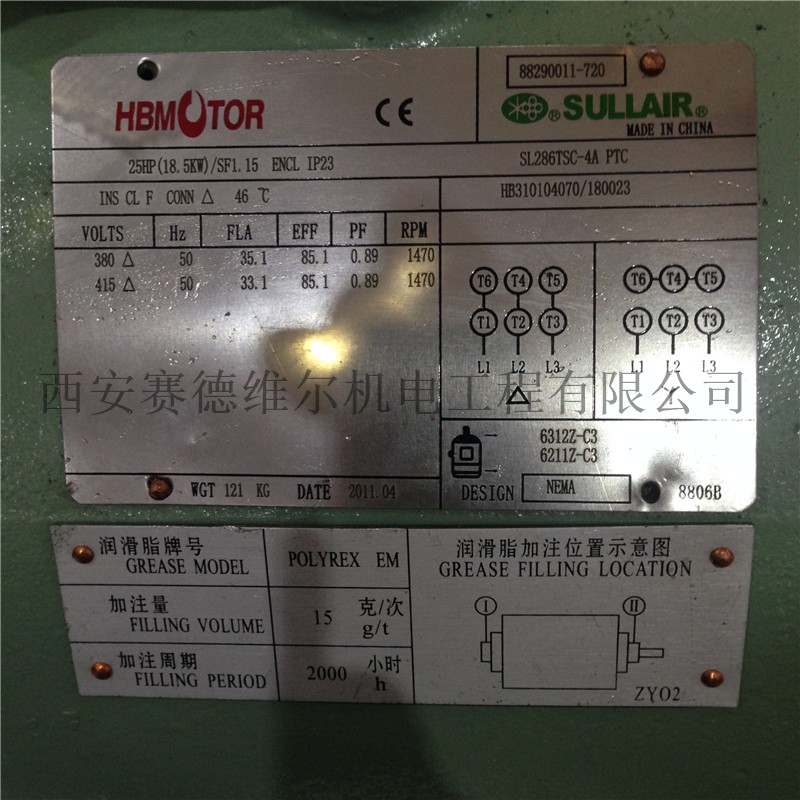 88290011-720
HBMOTOR
CE
® SULLAIR ®
MADE IN CHINA
25HP(18.5KW)/SF1.15 ENCL IP23
SL286TSC-4A PTC
INS CL F CONN △ 46 ℃
HB310104070/180023
VOLTS Hz FLA EFF PF RPM
380 △ 50 35.1 85.1 0.89 1470
415 △ 50 33.1 85.1 0.89 1470
T6 T4 T5
T1 T2 T3
L1 L2 L3
△
T6 T4 T5
T1 T2 T3
L1 L2 L3
Y
西安赛德维尔机电工程有限公司
6312Z-C3
6211Z-C3
WGT 121 KG DATE 2011.04
DESIGN NEMA 8806B
润滑脂牌号
GREASE MODEL
POLYREX EM
加注量
FILLING VOLUME
15 克/次
g/t
加注周期
FILLING PERIOD
2000 小时
h
润滑脂加注位置示意图
GREASE FILLING LOCATION
Ⅰ Ⅱ
ZY02